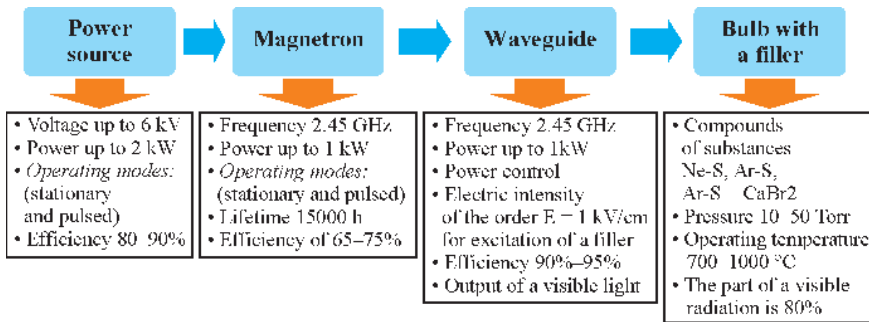 Power
source
Magnetron
Waveguide
Bulb with
a filler
• Voltage up to 6 kV
• Power up to 2 kW
• Operating modes:
(stationary
and pulsed)
• Efficiency 80–90%
• Frequency 2.45 GHz
• Power up to 1 kW
• Operating modes:
(stationary and pulsed)
• Lifetime 15000 h
• Efficiency of 65–75%
• Frequency 2.45 GHz
• Power up to 1kW
• Power control
• Electric intensity
of the order E = 1 kV/cm
for excitation of a filler
• Efficiency 90%–95%
• Output of a visible light
• Compounds
of substances
Ne-S, Ar-S,
Ar-S CaBr2
• Pressure 10–50 Torr
• Operating temperature
700–1000 °C
• The part of a visible
radiation is 80%